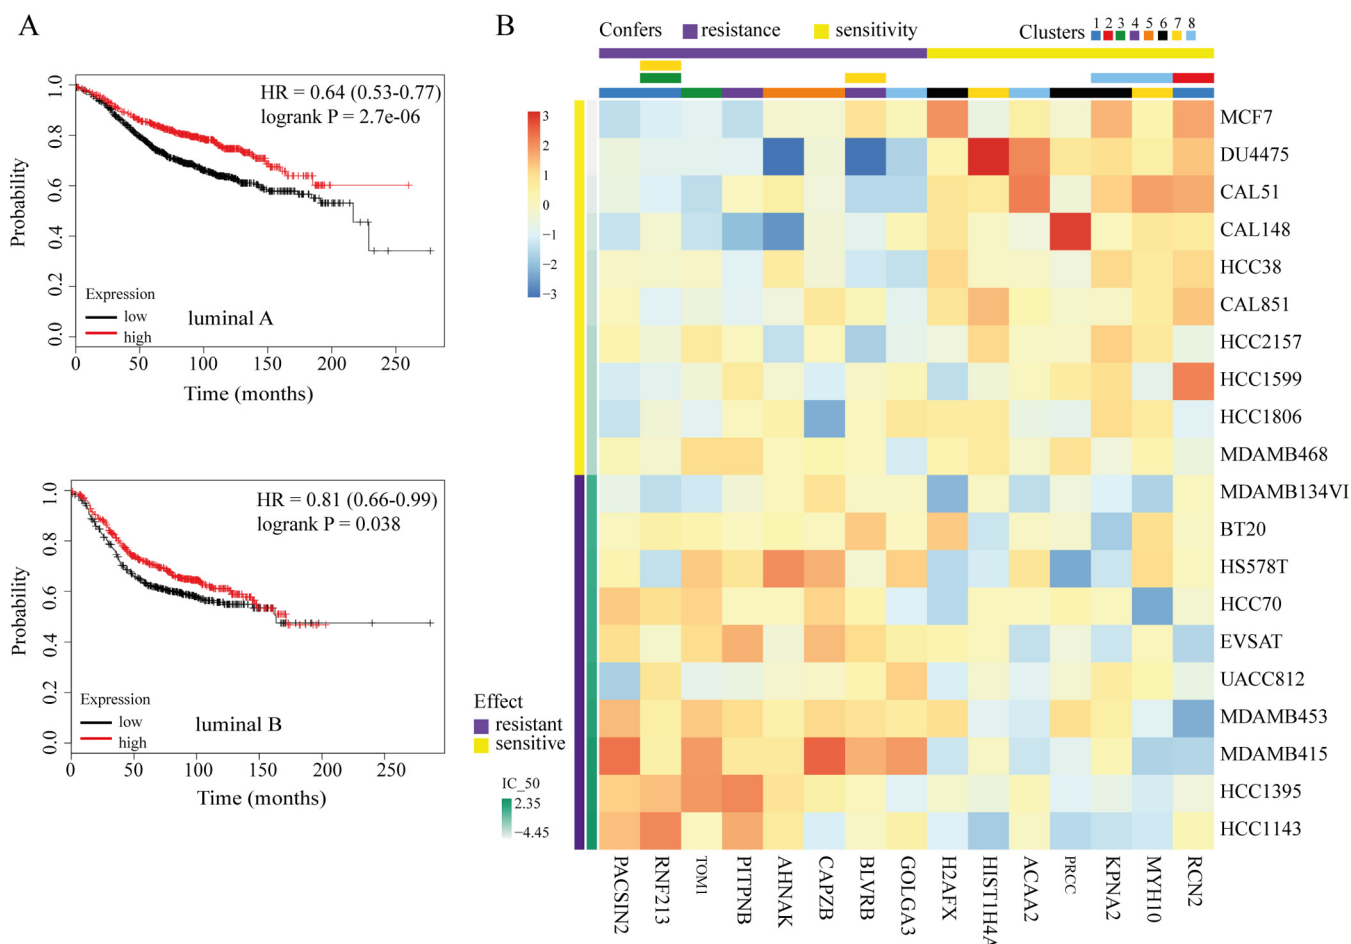 A
HR = 0.64 (0.53-0.77)
logrank P = 2.7e-06
Probability
1.0
0.8
0.6
0.4
0.2
0.0
Expression
low
high
luminal A
0 50 100 150 200 250
Time (months)
HR = 0.81 (0.66-0.99)
logrank P = 0.038
Probability
1.0
0.8
0.6
0.4
0.2
0.0
Expression
low
high
luminal B
0 50 100 150 200 250
Time (months)
B
Confers resistance sensitivity
Clusters 1 2 3 4 5 6 7 8
3
2
1
0
−1
−2
−3
Effect
resistant
sensitive
IC_50
2.35
−4.45
MCF7
DU4475
CAL51
CAL148
HCC38
CAL851
HCC2157
HCC1599
HCC1806
MDAMB468
MDAMB134VI
BT20
HS578T
HCC70
EVSAT
UACC812
MDAMB453
MDAMB415
HCC1395
HCC1143
PACSIN2
RNF213
TOM1
PITPNB
AHNAK
CAPZB
BLVRB
GOLGA3
H2AFX
HIST1H4A
ACAA2
PRCC
KPNA2
MYH10
RCN2